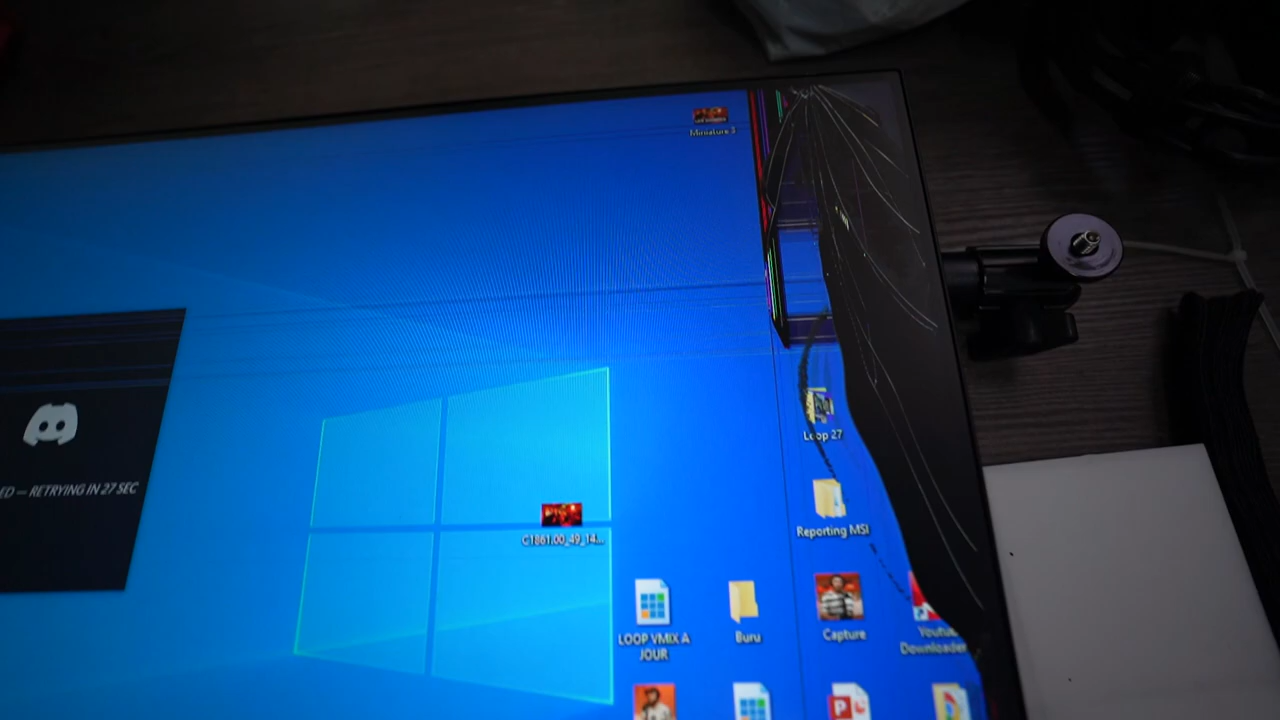 Miniature 3
ED — RETRYING IN 27 SEC
Loop 27
Reporting MSI
C1861.00_49_14...
LOOP VMIX A
JOUR
Buru
Capture
Youtube
Downloader